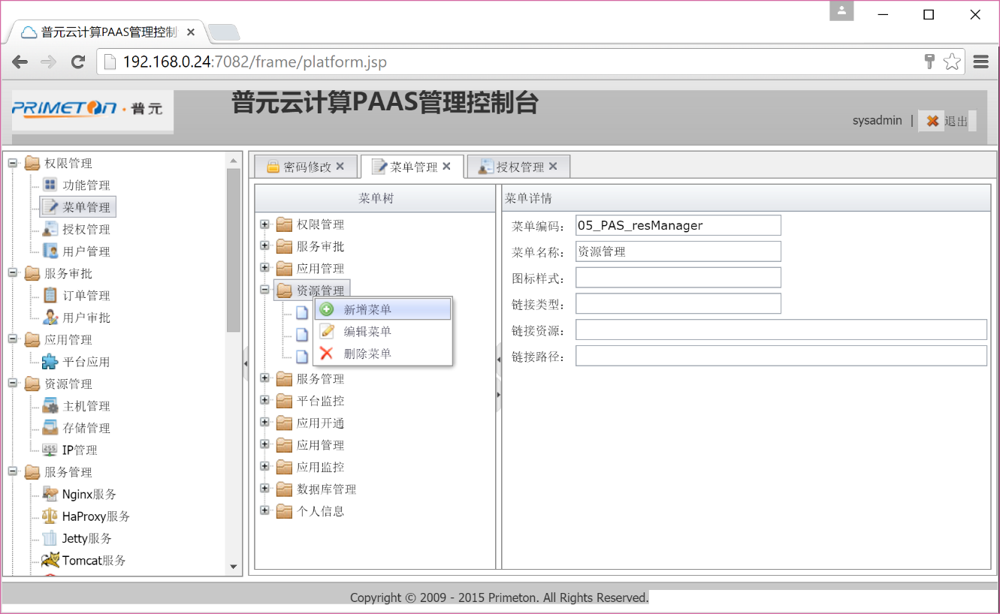 普元云计算PAAS管理控制
192.168.0.24:7082/frame/platform.jsp
PRIMETON·普元
普元云计算PAAS管理控制台
sysadmin | 退出
权限管理
功能管理
菜单管理
授权管理
用户管理
服务审批
订单管理
用户审批
应用管理
平台应用
资源管理
主机管理
存储管理
255
IP管理
服务管理
Nginx服务
HaProxy服务
Jetty服务
Tomcat服务
密码修改
菜单管理
授权管理
菜单树
权限管理
服务审批
应用管理
资源管理
新增菜单
编辑菜单
删除菜单
服务管理
平台监控
应用开通
应用管理
应用监控
数据库管理
个人信息
菜单详情
菜单编码: 05_PAS_resManager
菜单名称: 资源管理
图标样式:
链接类型:
链接资源:
链接路径:
Copyright © 2009 - 2015 Primeton. All Rights Reserved.